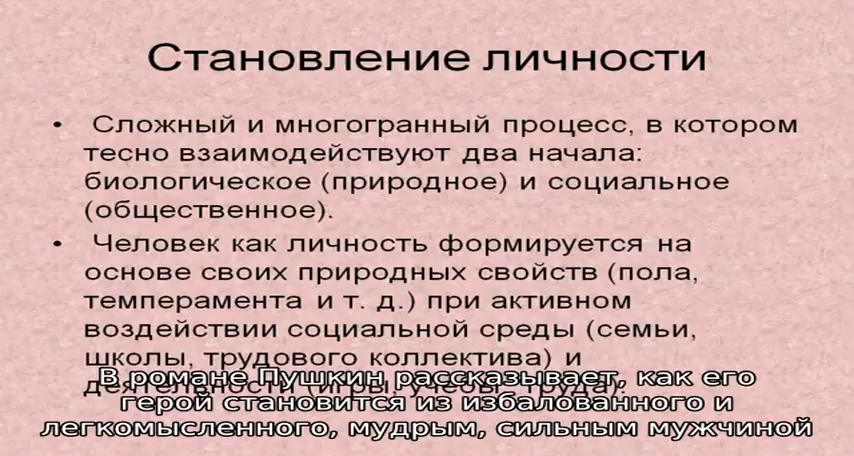 Становление личности
• Сложный и многогранный процесс, в котором
тесно взаимодействуют два начала:
биологическое (природное) и социальное
(общественное).
• Человек как личность формируется на
основе своих природных свойств (пола,
темперамента и т. д.) при активном
воздействии социальной среды (семьи,
школы, трудового коллектива) и
В романе Пушкин рассказывает, как его
герой становится из избалованного и
легкомысленного, мудрым, сильным мужчиной